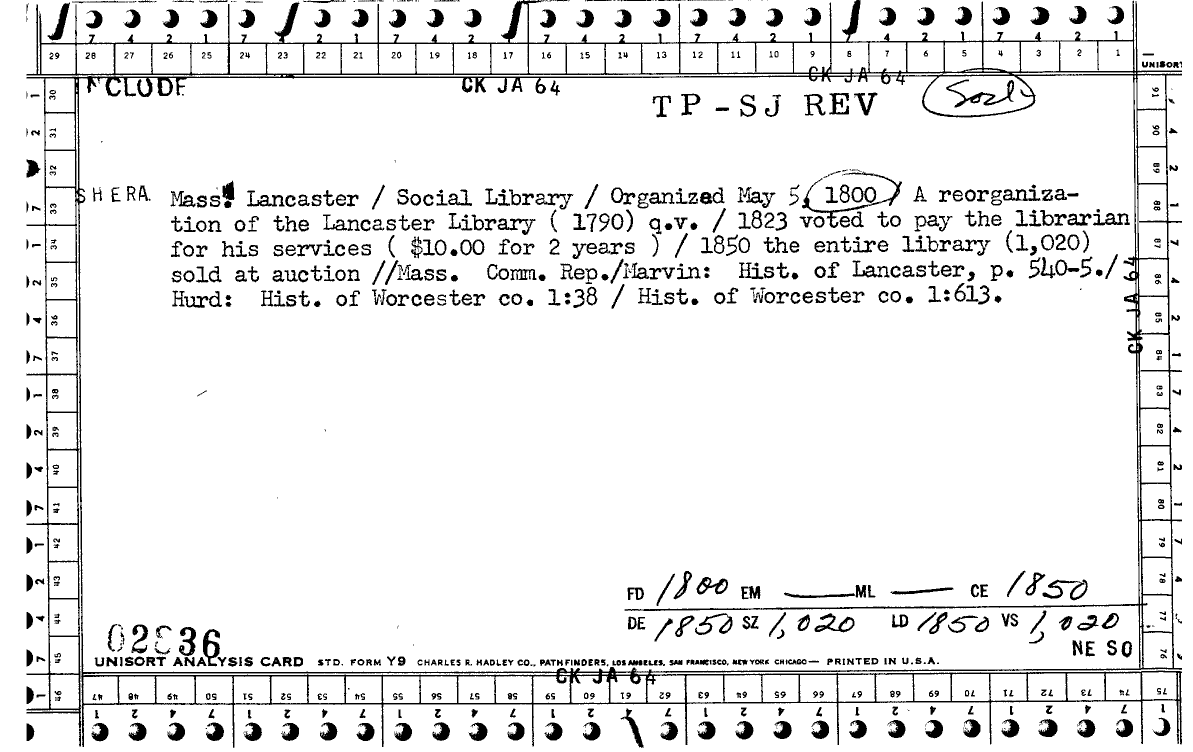 7 4 2 1 7 4 2 1 7 4 2 1 7 4 2 1 7 4 2 1 7 4 2 1 7 4 2 1
29 28 27 26 25 24 23 22 21 20 19 18 17 16 15 14 13 12 11 10 9 8 7 6 5 4 3 2 1
UNISORT
NCLUDE CK JA 64 CK JA 64
TP-SJ REV
SHERA Mass. Lancaster / Social Library / Organized May 5, 1800 / A reorganiza-
tion of the Lancaster Library ( 1790) q.v. / 1823 voted to pay the librarian
for his services ( $10.00 for 2 years ) / 1850 the entire library (1,020)
sold at auction //Mass. Comm. Rep./Marvin: Hist. of Lancaster, p. 540-5./
Hurd: Hist. of Worcester co. 1:38 / Hist. of Worcester co. 1:613.
CK JA 64
FD 1800 EM ——— ML ——— CE 1850
DE 1850 SZ 1,020 LD 1850 VS 1,020
NE SO
UNISORT ANALYSIS CARD STD. FORM Y9 CHARLES R. HADLEY CO., PATHFINDERS, LOS ANGELES, SAN FRANCISCO, NEW YORK CHICAGO— PRINTED IN U.S.A.
CK JA 64
30 31 32 33 34 35 36 37 38 39 40 41 42 43 44 45 46
91 90 89 88 87 86 85 84 83 82 81 80 79 78 77 76
47 48 49 50 51 52 53 54 55 56 57 58 59 60 61 62 63 64 65 66 67 68 69 70 71 72 73 74 75